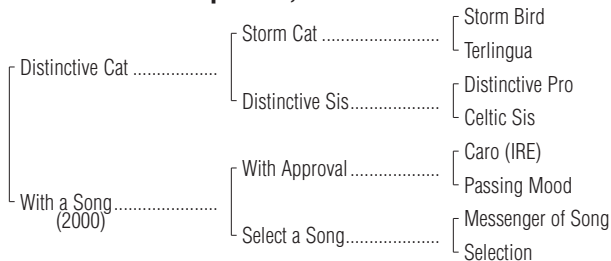 Storm Bird
Storm Cat ......................
Terlingua
Distinctive Cat ................
Distinctive Pro
Distinctive Sis.................
Celtic Sis
Caro (IRE)
With Approval.................
Passing Mood
With a Song....................
(2000)
Messenger of Song
Select a Song..................
Selection